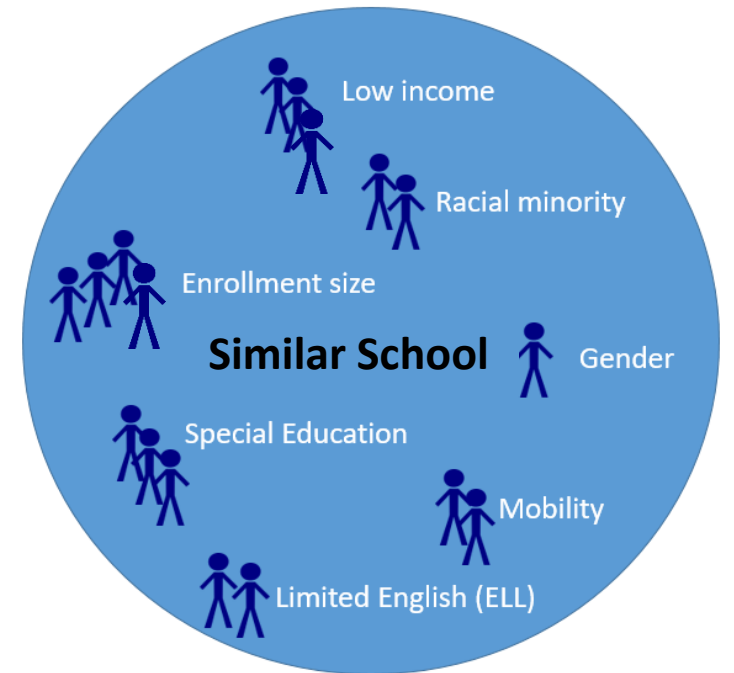 Low income
Racial minority
Enrollment size
Similar School
Gender
Special Education
Mobility
Limited English (ELL)